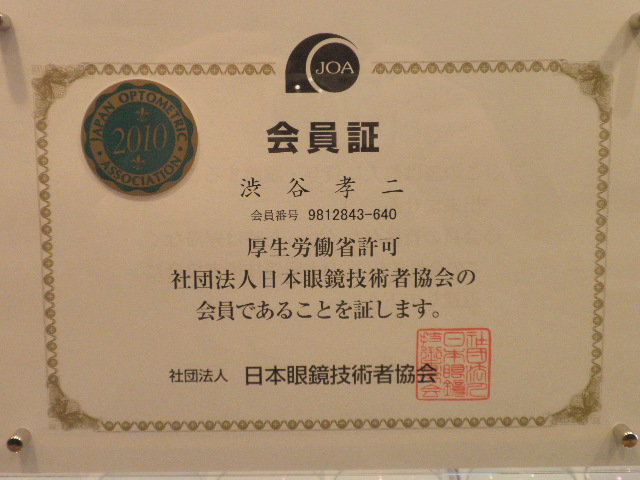 JOA
JAPAN OPTOMETRIC
2010
ASSOCIATION
会員証
渋谷孝二
会員番号 9812843-640
厚生労働省許可
社団法人日本眼鏡技術者協会の
会員であることを証します。
社団法人 日本眼鏡技術者協会